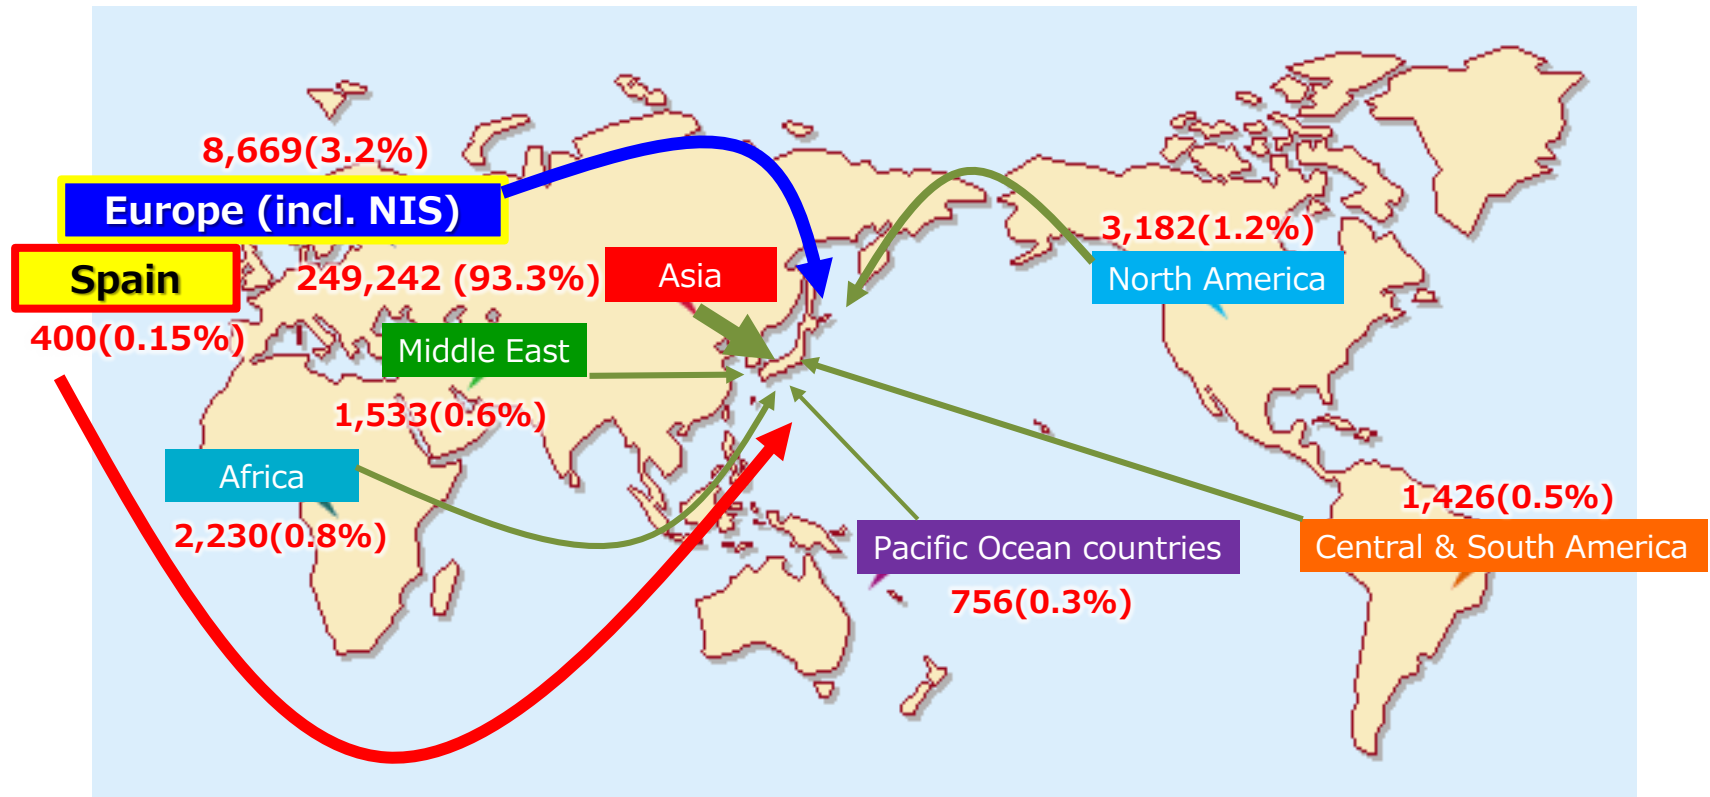 8,669(3.2%)
Europe (incl. NIS)
3,182(1.2%)
Spain
249,242 (93.3%)
Asia
North America
400(0.15%)
Middle East
1,533(0.6%)
Africa
1,426(0.5%)
2,230(0.8%)
Pacific Ocean countries
Central & South America
756(0.3%)